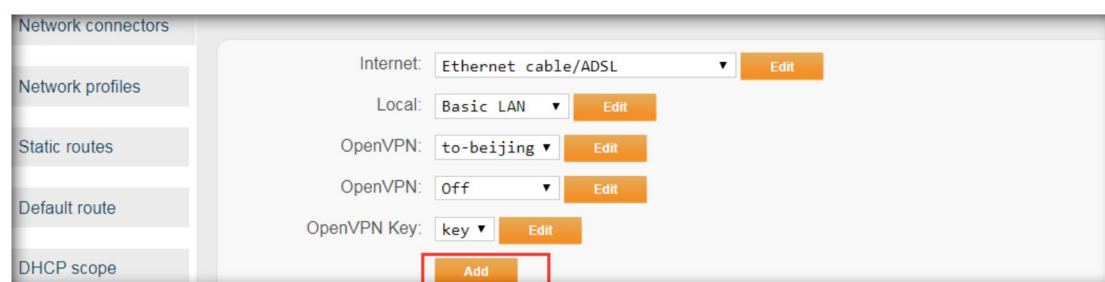 Network connectors
Network profiles
Static routes
Default route
DHCP scope
Internet: Ethernet cable/ADSL Edit
Local: Basic LAN Edit
OpenVPN: to-beijing Edit
OpenVPN: Off Edit
OpenVPN Key: key Edit
Add